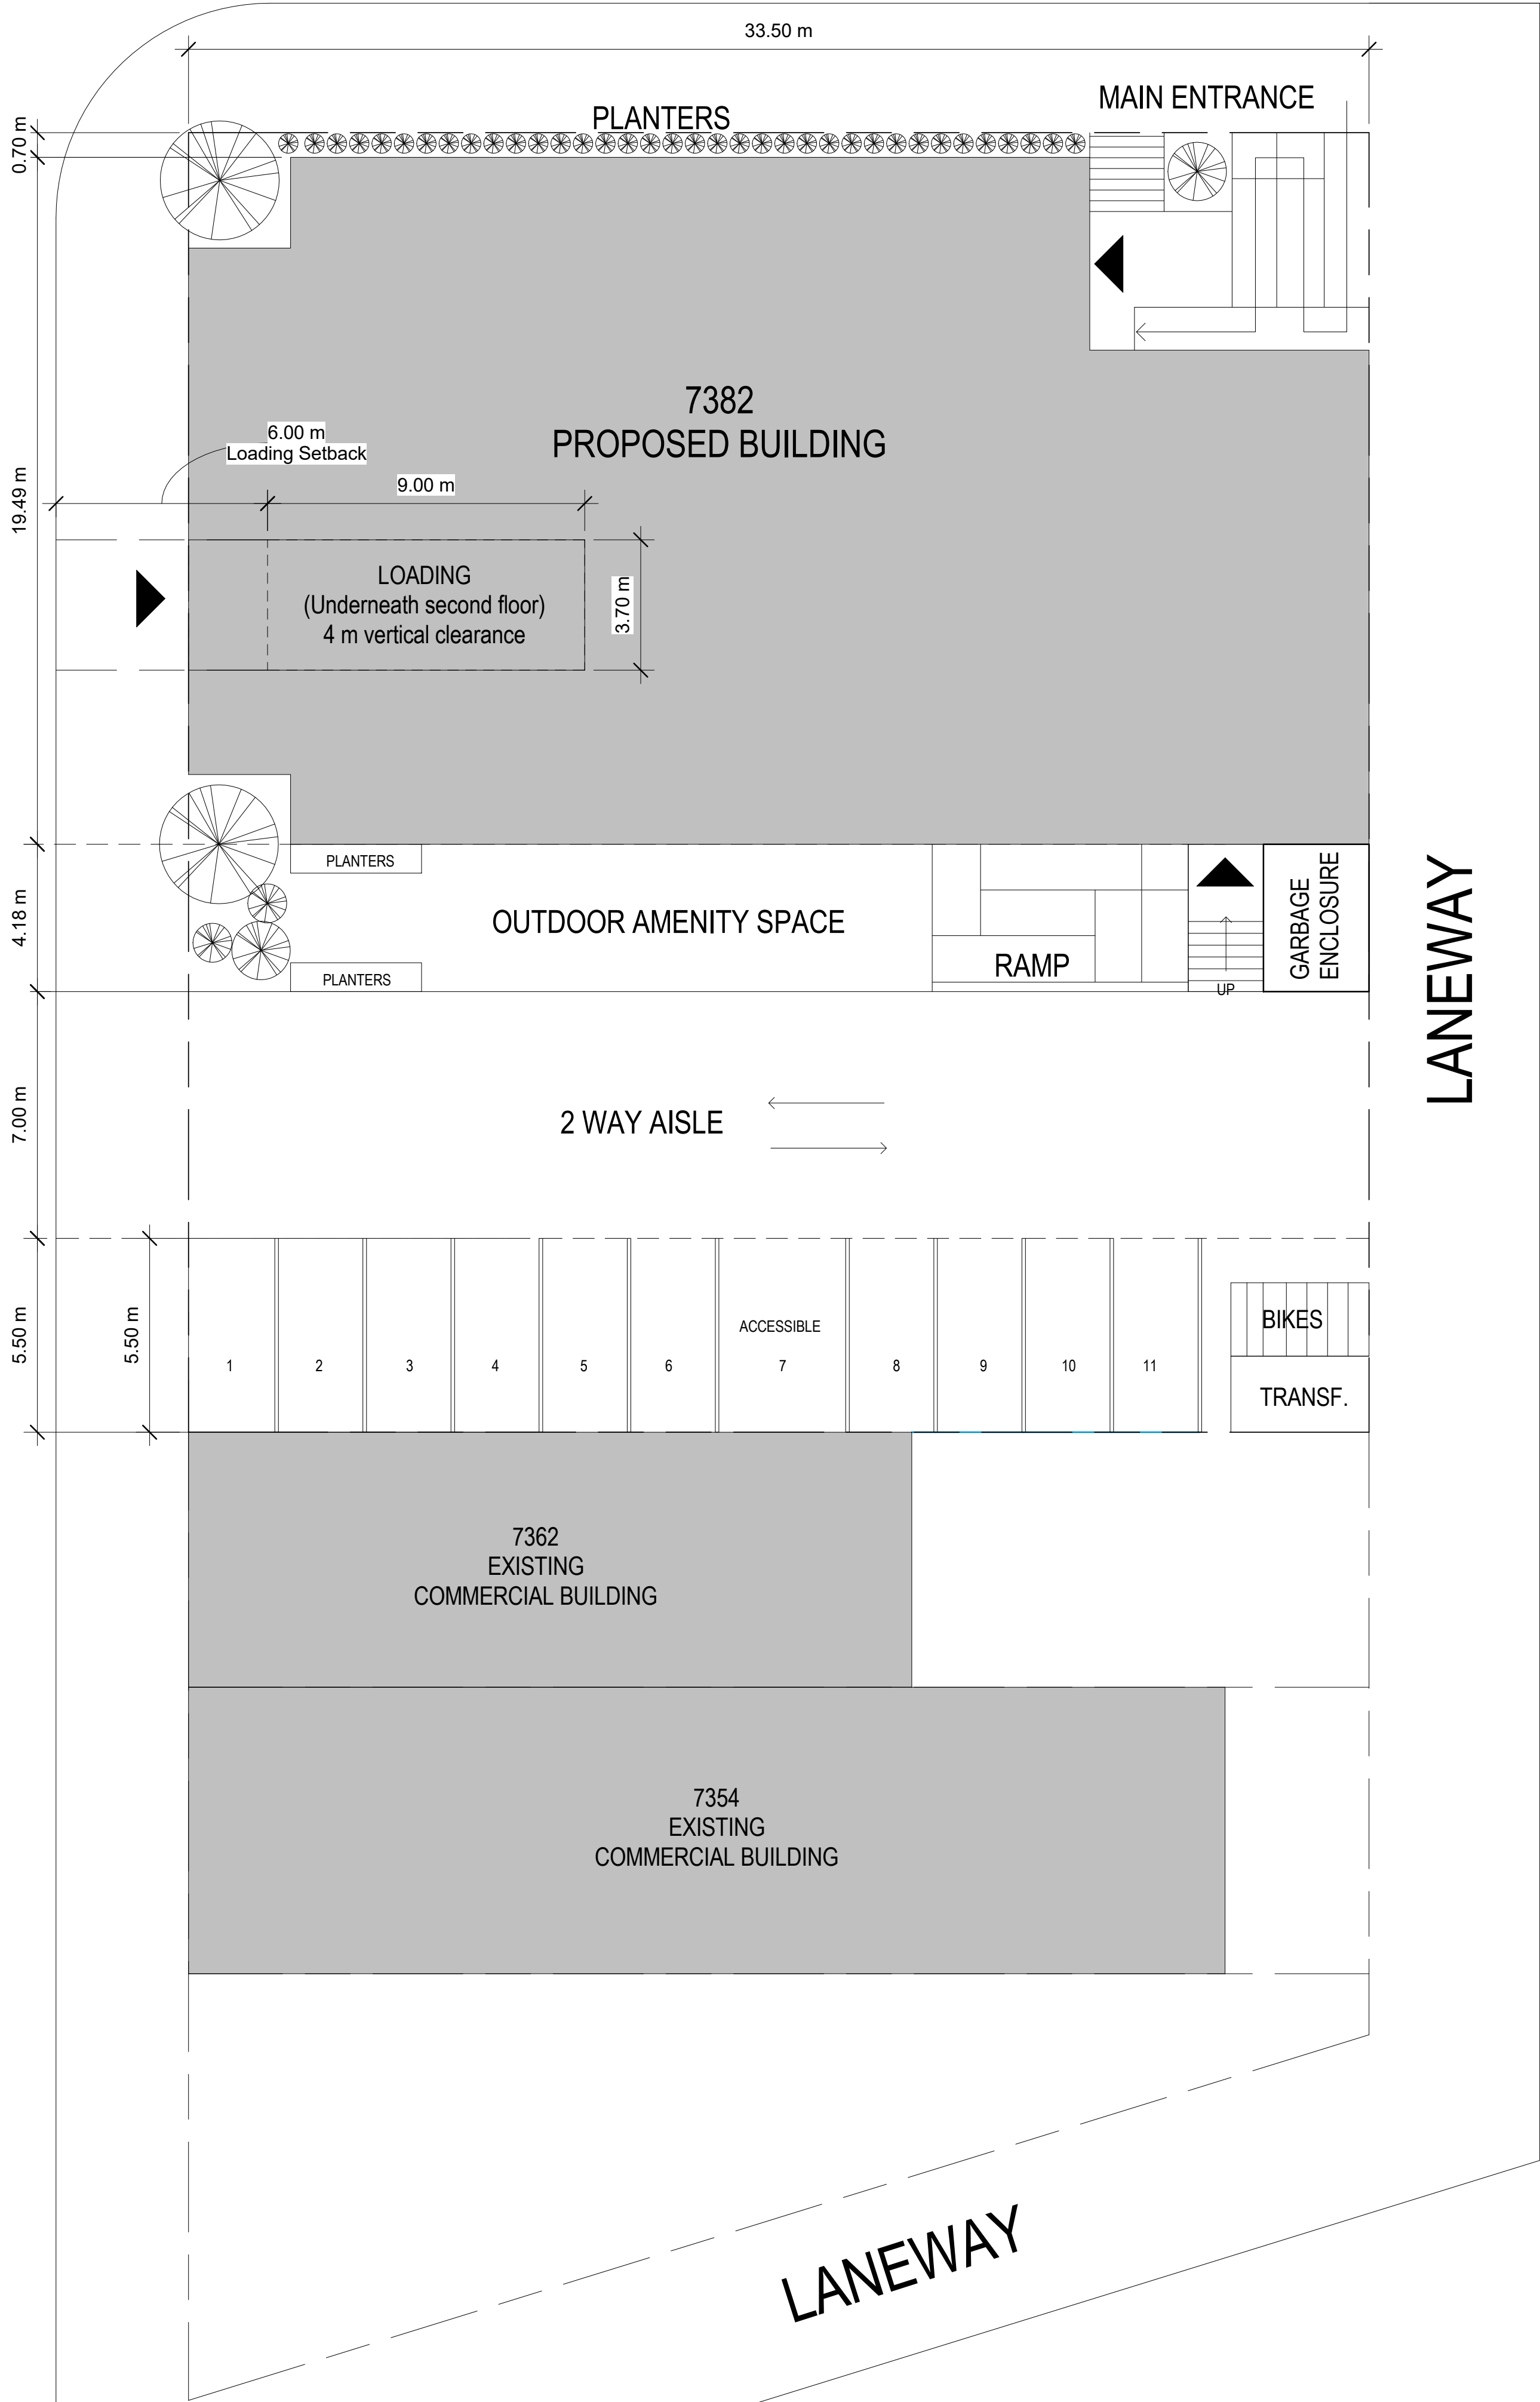 33.50 m
MAIN ENTRANCE
PLANTERS
0.70 m
7382
PROPOSED BUILDING
6.00 m
Loading Setback
9.00 m
19.49 m
LOADING
(Underneath second floor)
4 m vertical clearance
3.70 m
PLANTERS
4.18 m
OUTDOOR AMENITY SPACE
RAMP
PLANTERS
UP
GARBAGE
ENCLOSURE
LANEWAY
7.00 m
2 WAY AISLE
5.50 m
5.50 m
ACCESSIBLE
1 2 3 4 5 6 7 8 9 10 11
BIKES
TRANSF.
7362
EXISTING
COMMERCIAL BUILDING
7354
EXISTING
COMMERCIAL BUILDING
LANEWAY